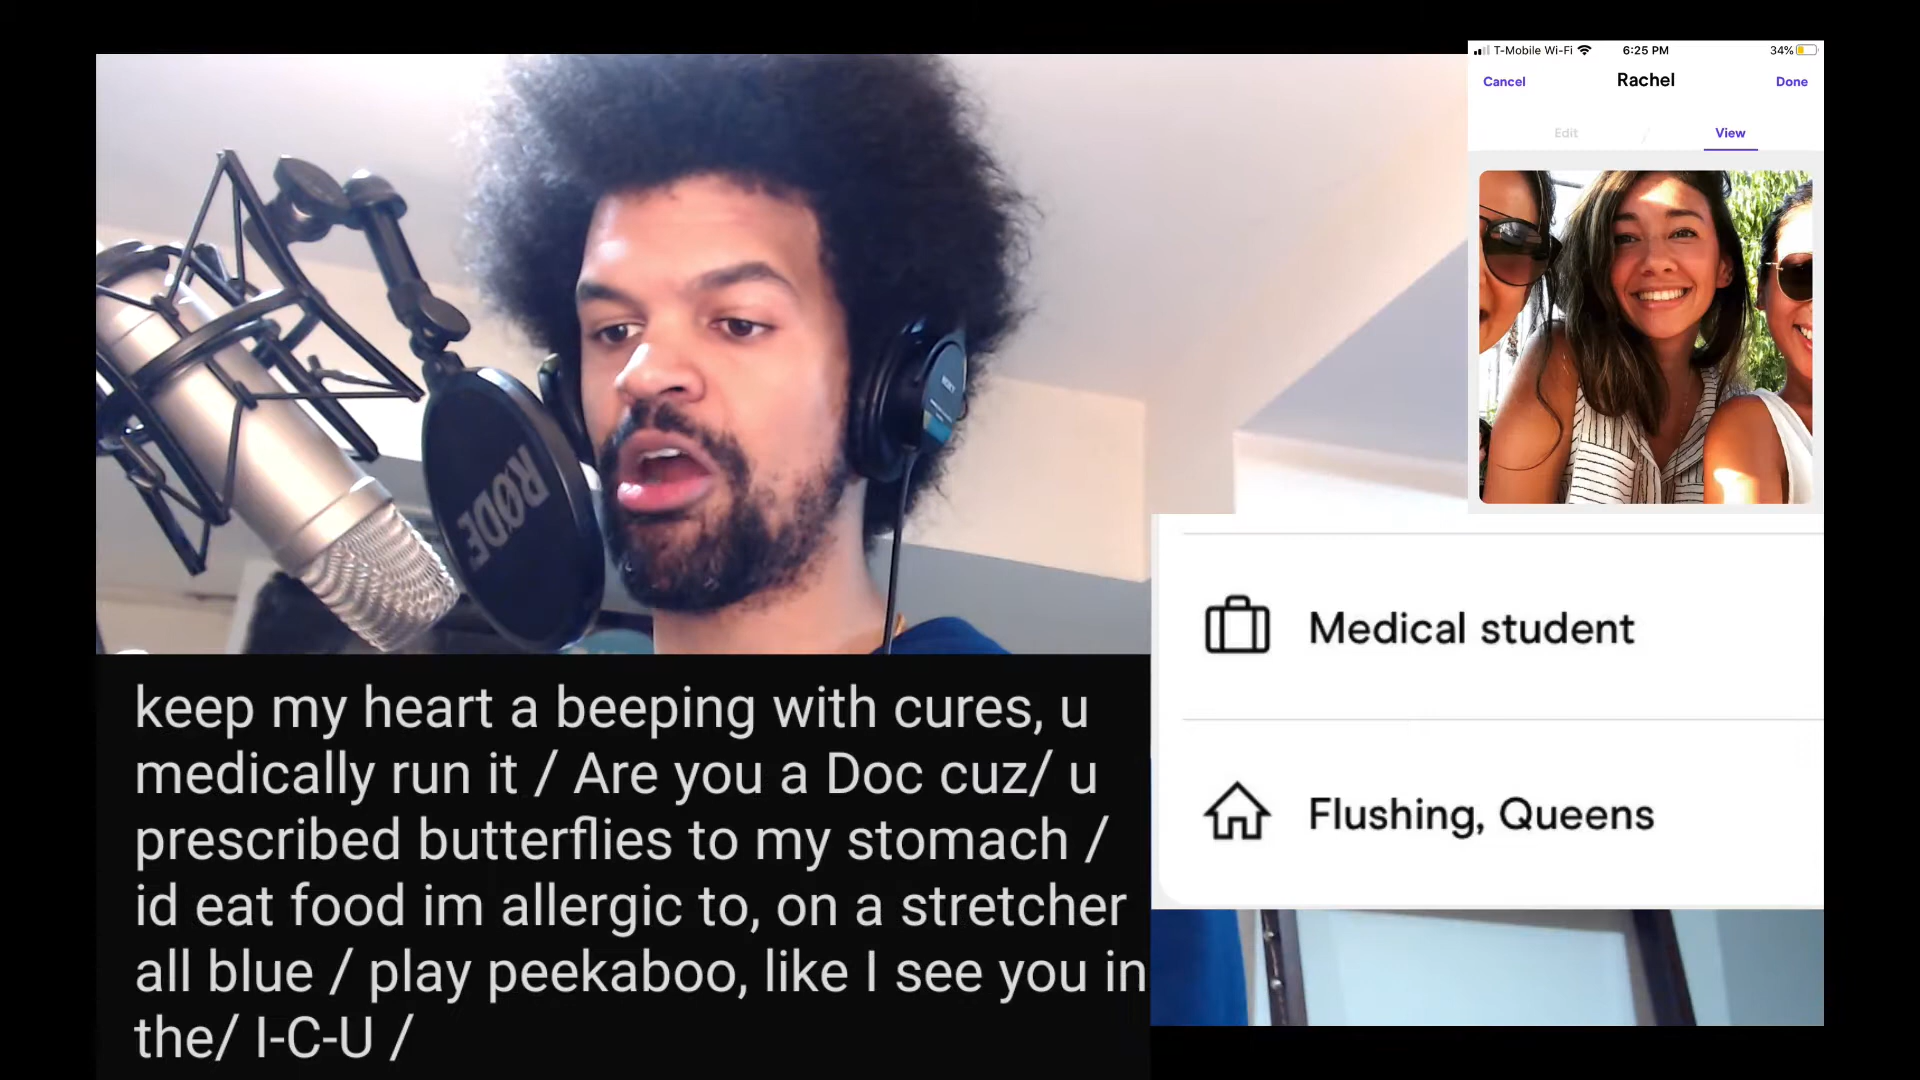 T-Mobile Wi-Fi 6:25 PM 34%
Cancel Rachel Done
Edit / View
RØDE
SONY
Medical student
Flushing, Queens
keep my heart a beeping with cures, u
medically run it / Are you a Doc cuz/ u
prescribed butterflies to my stomach /
id eat food im allergic to, on a stretcher
all blue / play peekaboo, like I see you in
the/ I-C-U /